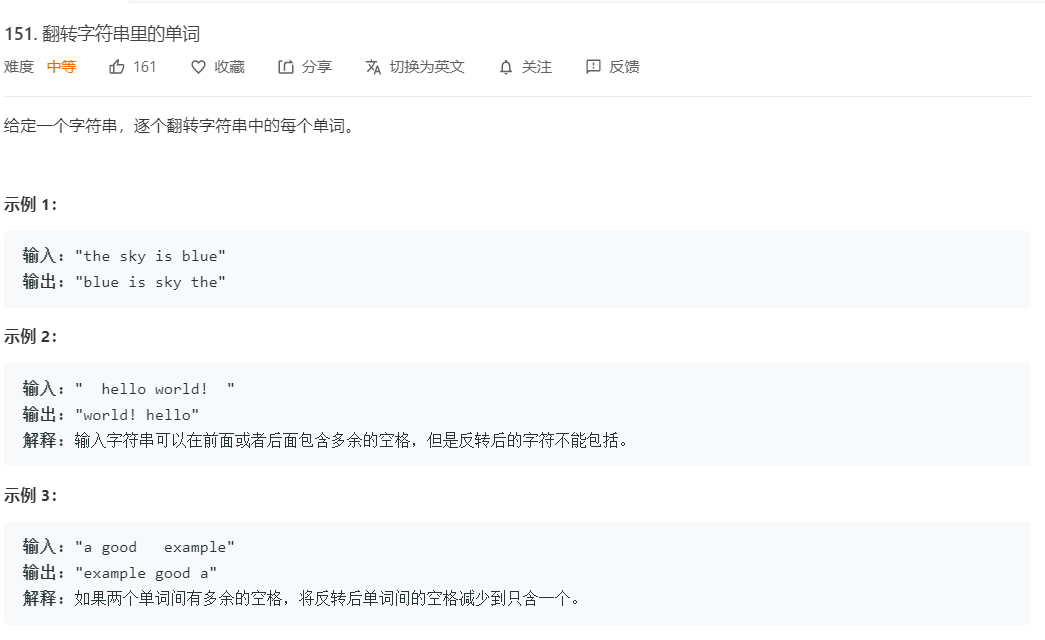 151. 翻转字符串里的单词
难度 中等 161 收藏 分享 切换为英文 关注 反馈
给定一个字符串，逐个翻转字符串中的每个单词。
示例 1：
输入："the sky is blue"
输出："blue is sky the"
示例 2：
输入："  hello world!  "
输出："world! hello"
解释：输入字符串可以在前面或者后面包含多余的空格，但是反转后的字符不能包括。
示例 3：
输入："a good   example"
输出："example good a"
解释：如果两个单词间有多余的空格，将反转后单词间的空格减少到只含一个。